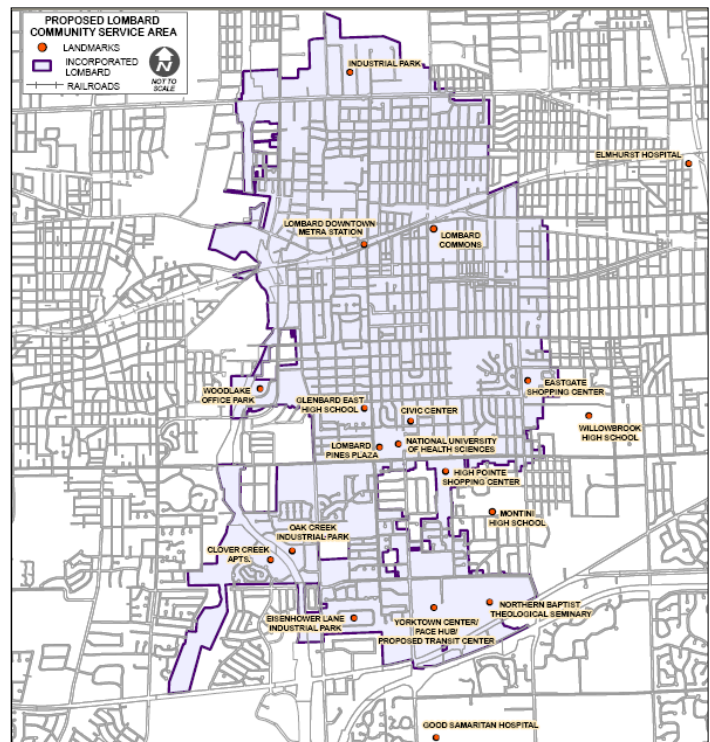 PROPOSED LOMBARD
COMMUNITY SERVICE AREA
LANDMARKS
INCORPORATED
LOMBARD
RAILROADS
N
NOT TO
SCALE
INDUSTRIAL PARK
ELMHURST HOSPITAL
LOMBARD DOWNTOWN
METRA STATION
LOMBARD
COMMONS
WOODLAKE
OFFICE PARK
EASTGATE
SHOPPING CENTER
GLENBARD EAST
HIGH SCHOOL
CIVIC CENTER
WILLOWBROOK
HIGH SCHOOL
LOMBARD
PINES PLAZA
NATIONAL UNIVERSITY
OF HEALTH SCIENCES
HIGH POINTE
SHOPPING CENTER
MONTINI
HIGH SCHOOL
OAK CREEK
INDUSTRIAL PARK
CLOVER CREEK
APTS.
EISENHOWER LANE
INDUSTRIAL PARK
YORKTOWN CENTER/
PACE HUB/
PROPOSED TRANSIT CENTER
NORTHERN BAPTIST
THEOLOGICAL SEMINARY
GOOD SAMARITAN HOSPITAL